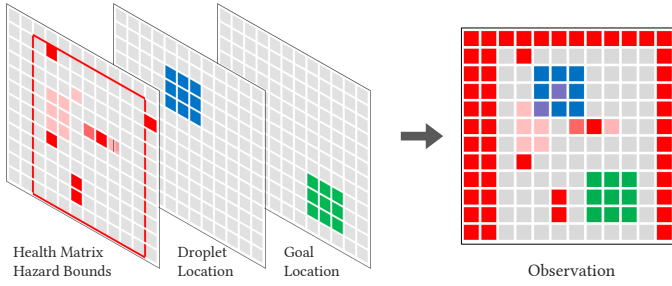 Health Matrix
Hazard Bounds
Droplet
Location
Goal
Location
Observation